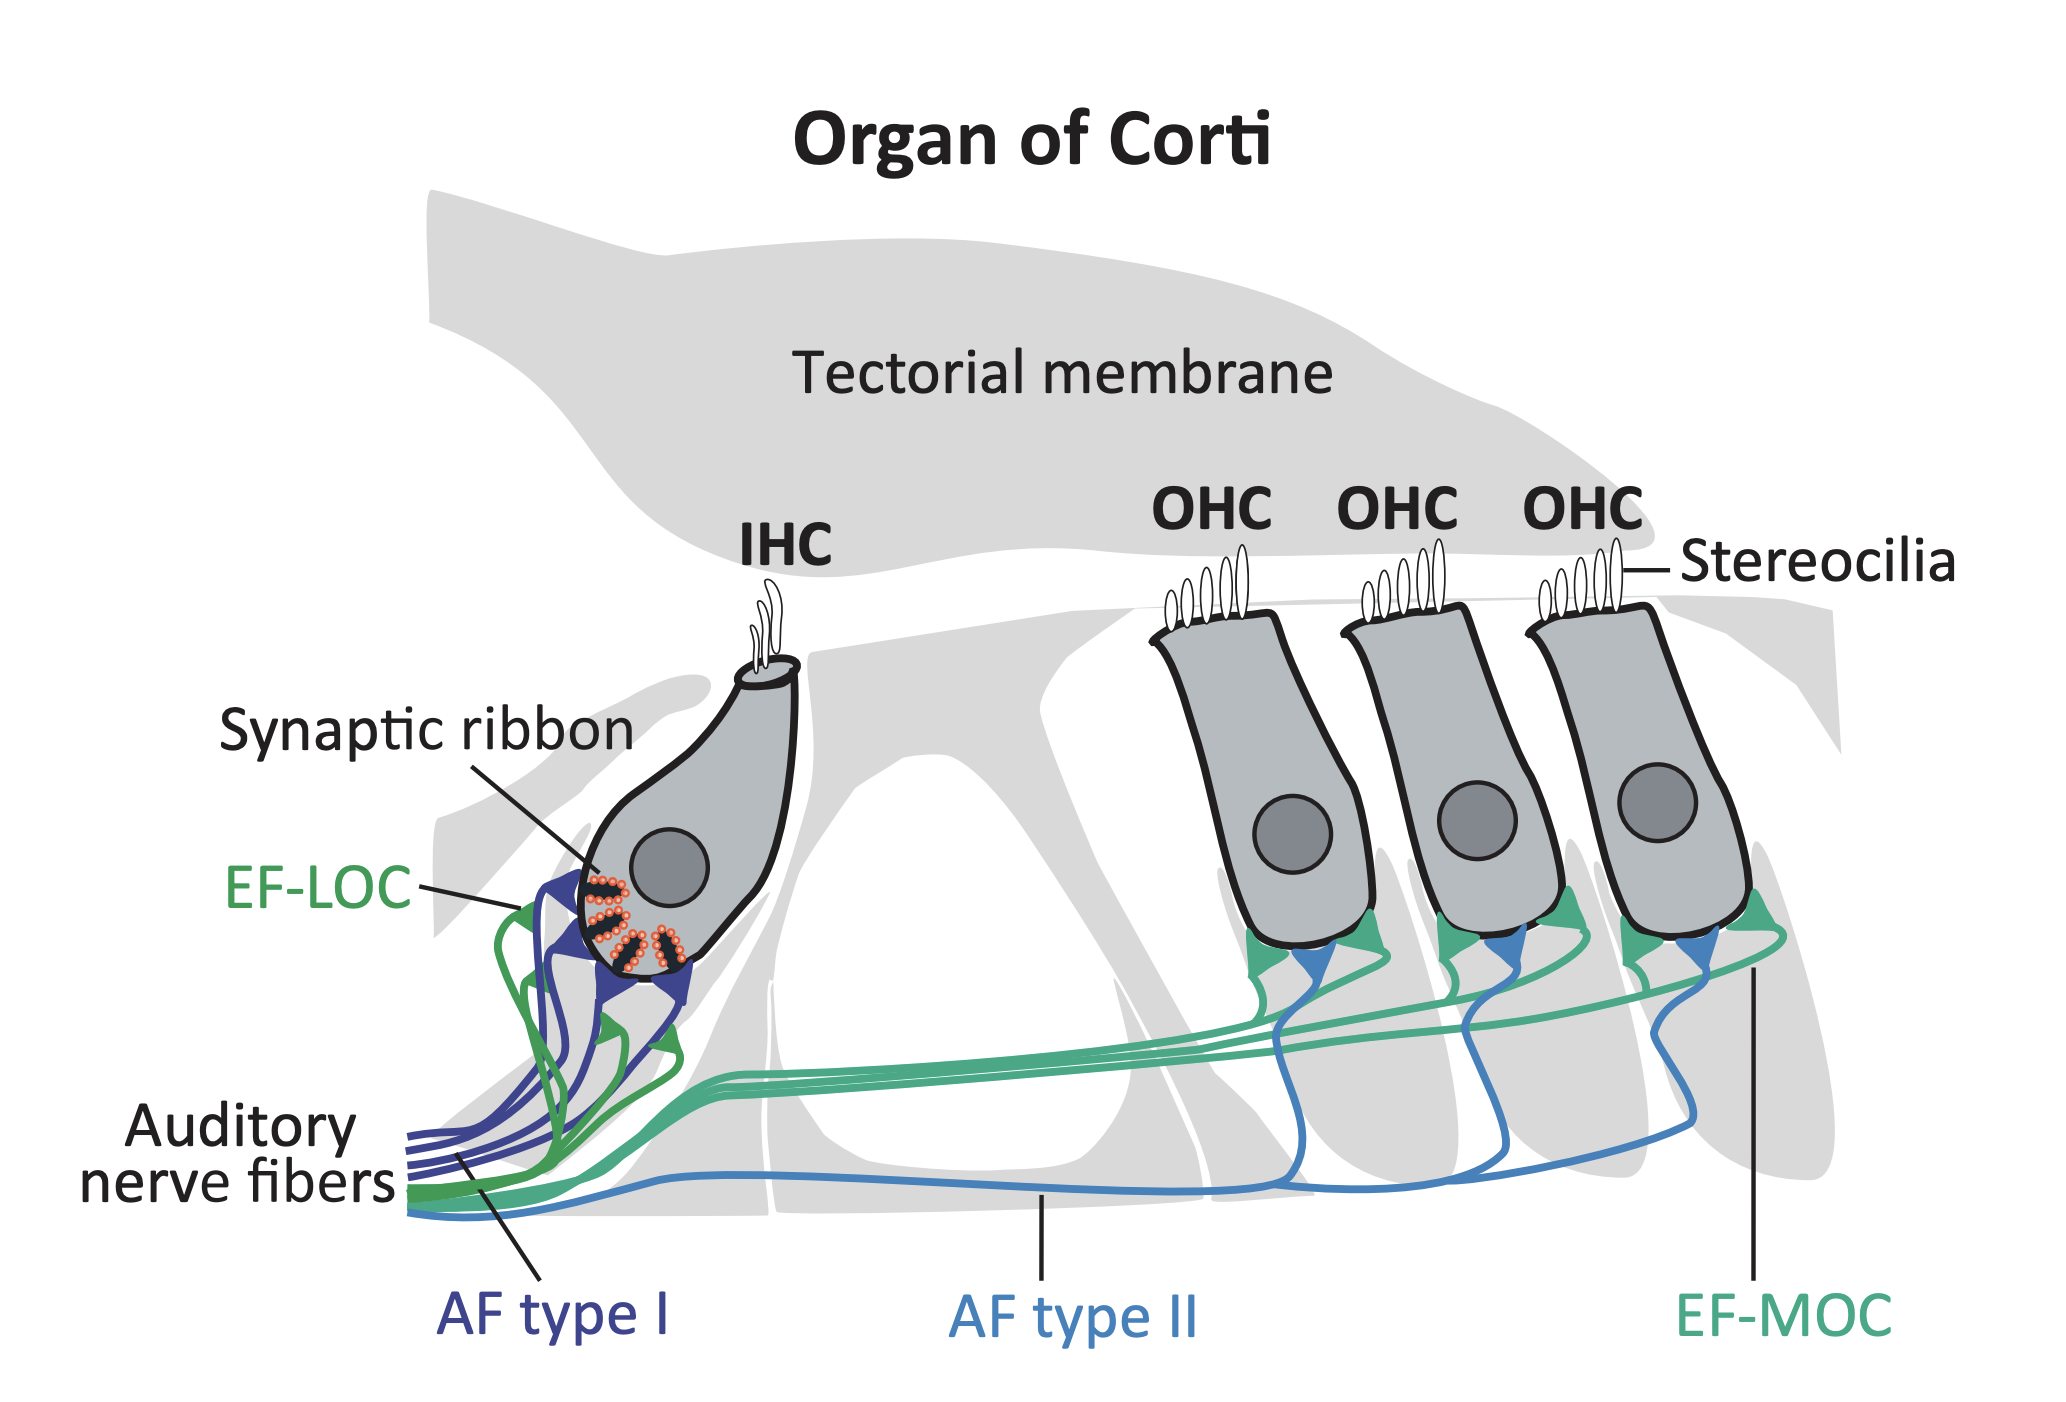 Organ of Corti
Tectorial membrane
OHC OHC OHC
IHC
Stereocilia
Synaptic ribbon
EF-LOC
Auditory
nerve fibers
AF type I
AF type II
EF-MOC